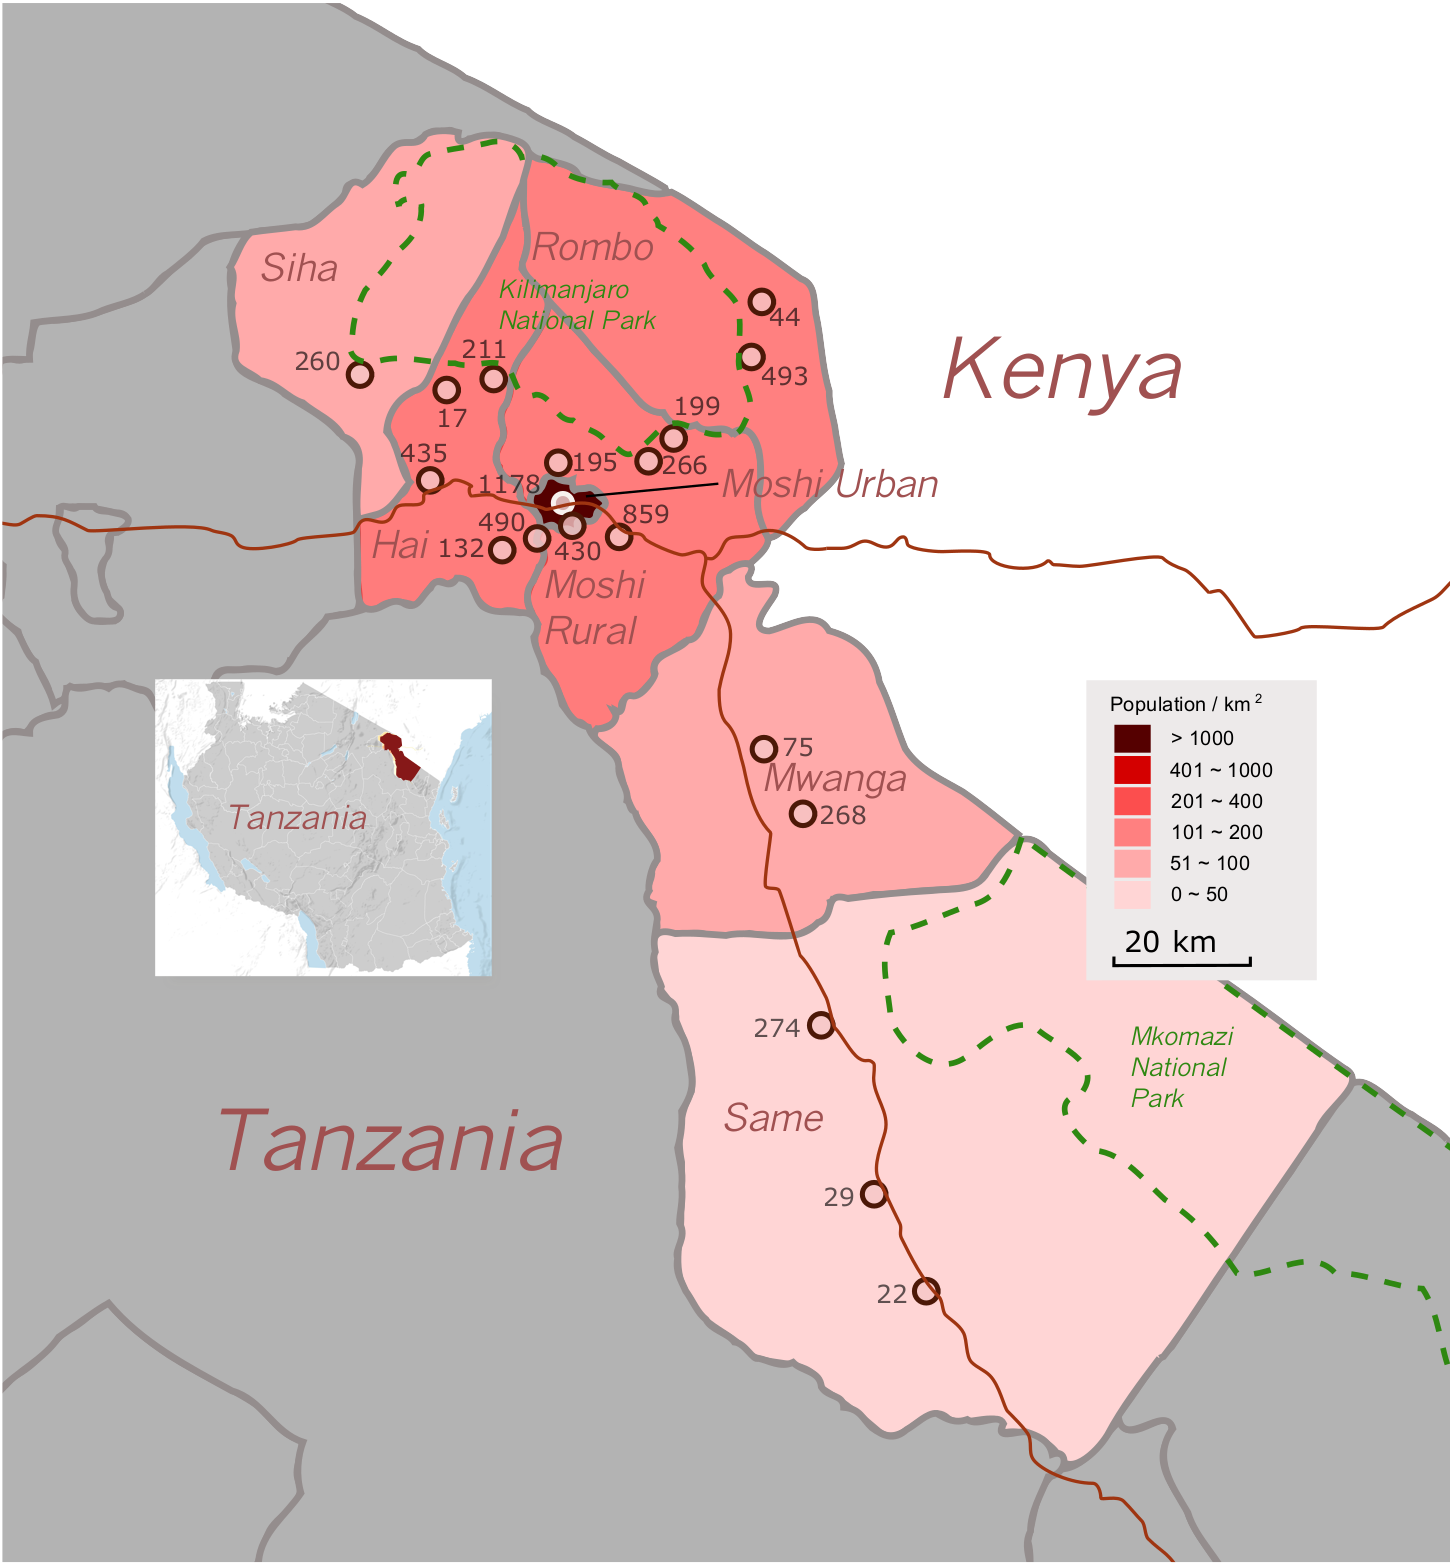 Rombo
Siha
Kilimanjaro
National Park
44
Kenya
260
211
493
17
199
435
195
266
1178
Moshi Urban
490
859
Hai
132
430
Moshi
Rural
Population / km2
> 1000
401 ~ 1000
201 ~ 400
101 ~ 200
51 ~ 100
0 ~ 50
20 km
75
Mwanga
268
Tanzania
274
Mkomazi
National
Park
Same
Tanzania
29
22